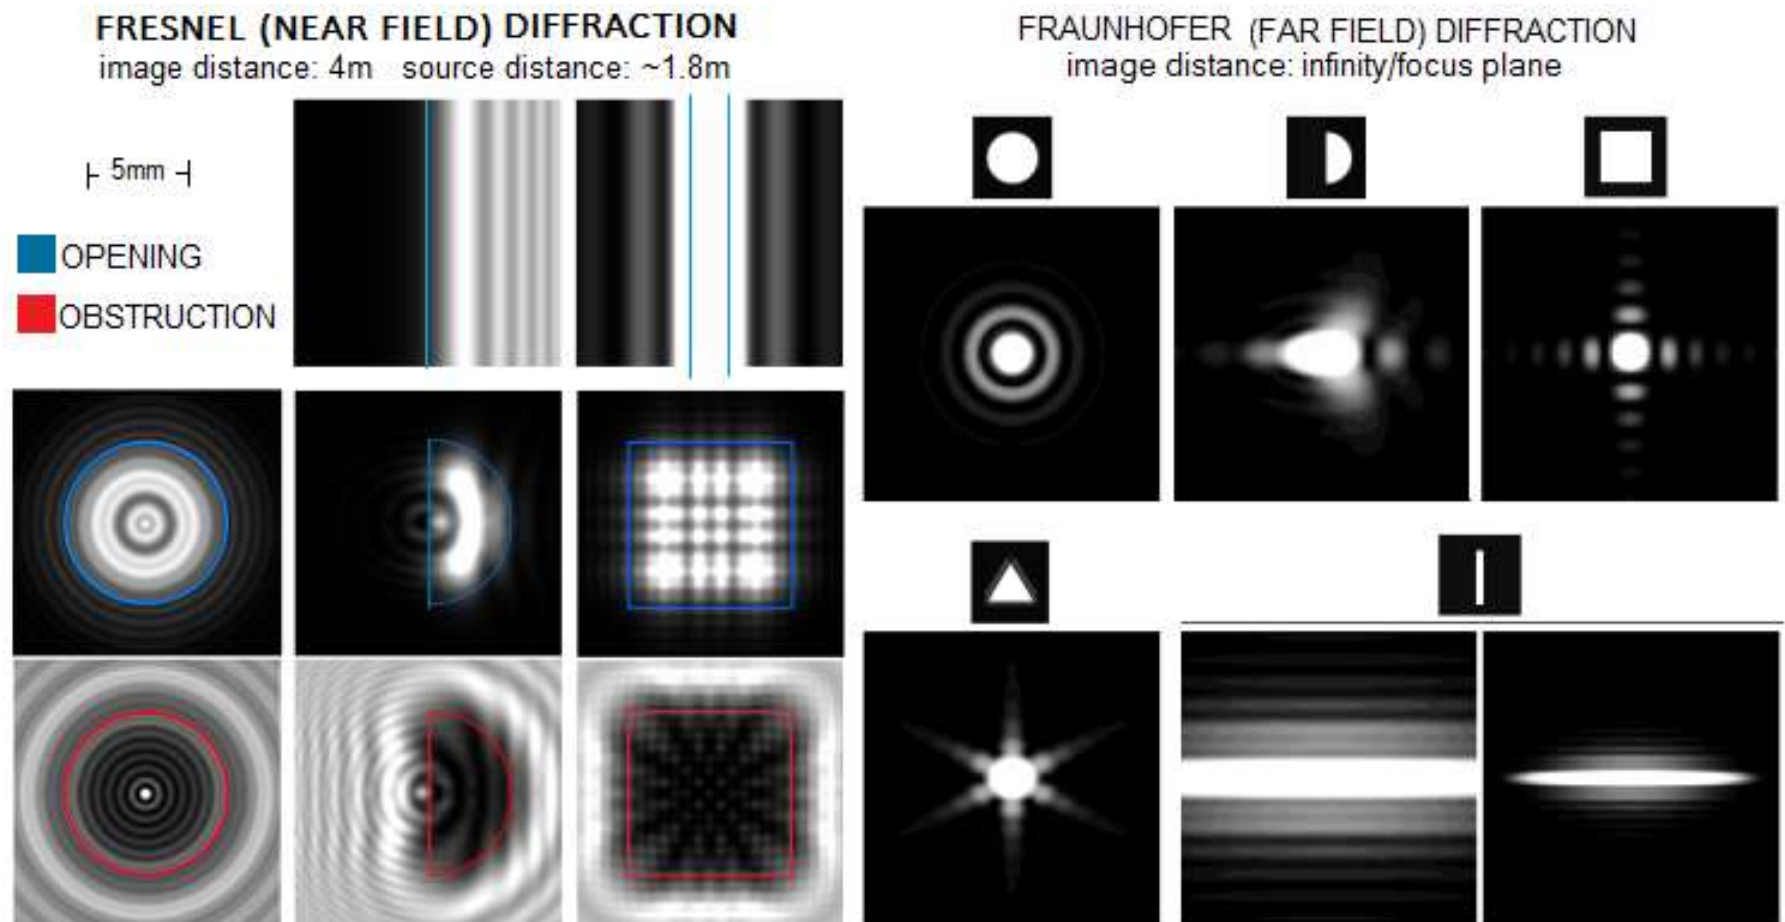 FRESNEL (NEAR FIELD) DIFFRACTION
image distance: 4m source distance: ~1.8m
5mm
OPENING
OBSTRUCTION
FRAUNHOFER (FAR FIELD) DIFFRACTION
image distance: infinity/focus plane